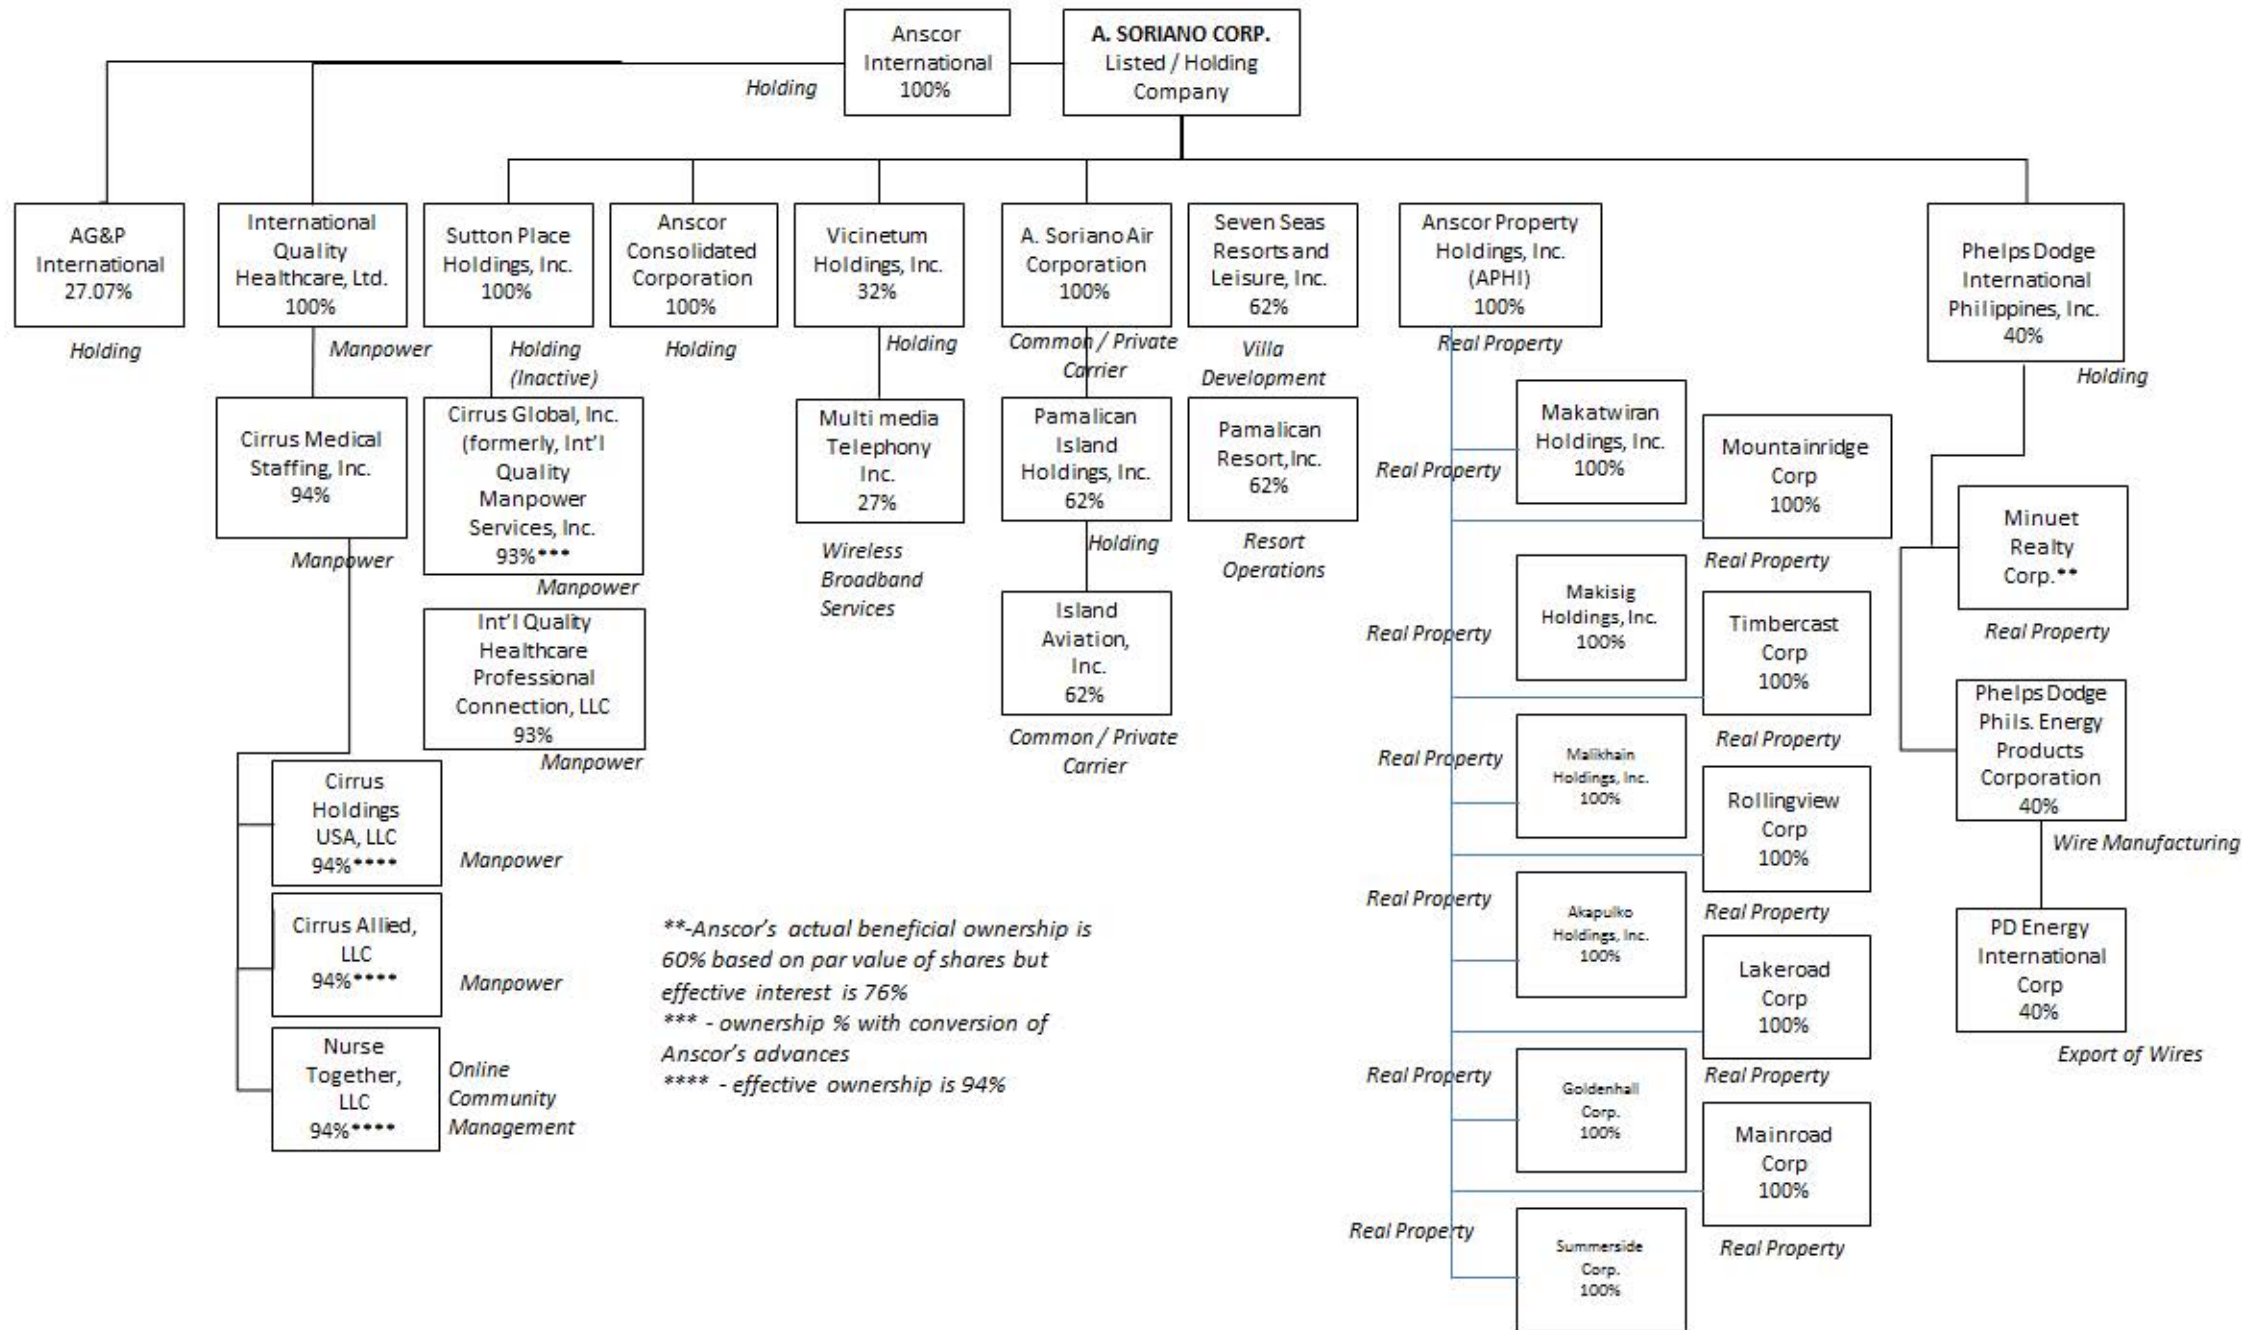 Anscor
International
100%
Holding
A. SORIANO CORP.
Listed / Holding
Company
AG&P
International
27.07%
Holding
International
Quality
Healthcare, Ltd.
100%
Manpower
Sutton Place
Holdings, Inc.
100%
Holding
(Inactive)
Anscor
Consolidated
Corporation
100%
Holding
Vicinetum
Holdings, Inc.
32%
Holding
A. Soriano Air
Corporation
100%
Common / Private
Carrier
Seven Seas
Resorts and
Leisure, Inc.
62%
Villa
Development
Anscor Property
Holdings, Inc.
(APHI)
100%
Real Property
Phelps Dodge
International
Philippines, Inc.
40%
Holding
Cirrus Medical
Staffing, Inc.
94%
Manpower
Cirrus Global, Inc.
(formerly, Int'l
Quality
Manpower
Services, Inc.
93%***
Manpower
Int'l Quality
Healthcare
Professional
Connection, LLC
93%
Manpower
Multi media
Telephony
Inc.
27%
Wireless
Broadband
Services
Pamalican
Island
Holdings, Inc.
62%
Holding
Island
Aviation,
Inc.
62%
Common / Private
Carrier
Pamalican
Resort,Inc.
62%
Resort
Operations
Makatwiran
Holdings, Inc.
100%
Real Property
Mountainridge
Corp
100%
Real Property
Makisig
Holdings, Inc.
100%
Real Property
Timbercast
Corp
100%
Real Property
Malikhain
Holdings, Inc.
100%
Real Property
Rollingview
Corp
100%
Real Property
Akapulko
Holdings, Inc.
100%
Real Property
Lakeroad
Corp
100%
Real Property
Goldenhall
Corp.
100%
Real Property
Mainroad
Corp
100%
Real Property
Summerside
Corp.
100%
Real Property
Minuet
Realty
Corp.**
Real Property
Phelps Dodge
Phils. Energy
Products
Corporation
40%
Wire Manufacturing
PD Energy
International
Corp
40%
Export of Wires
Cirrus
Holdings
USA, LLC
94%****
Manpower
Cirrus Allied,
LLC
94%****
Manpower
Nurse
Together,
LLC
94%****
Online
Community
Management
**-Anscor's actual beneficial ownership is
60% based on par value of shares but
effective interest is 76%
*** - ownership % with conversion of
Anscor's advances
**** - effective ownership is 94%